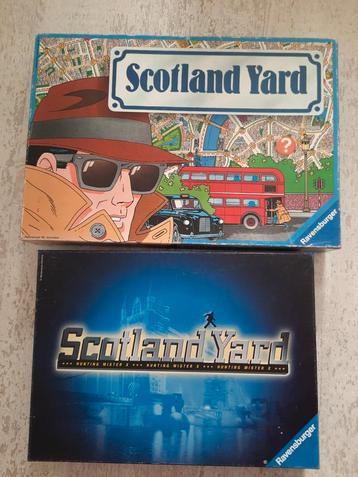 Scotland Yard
?
Ravensburger
Scotland Yard
••• HUNTING MISTER X ••• HUNTING MISTER X ••• HUNTING MISTER X •••
Ravensburger